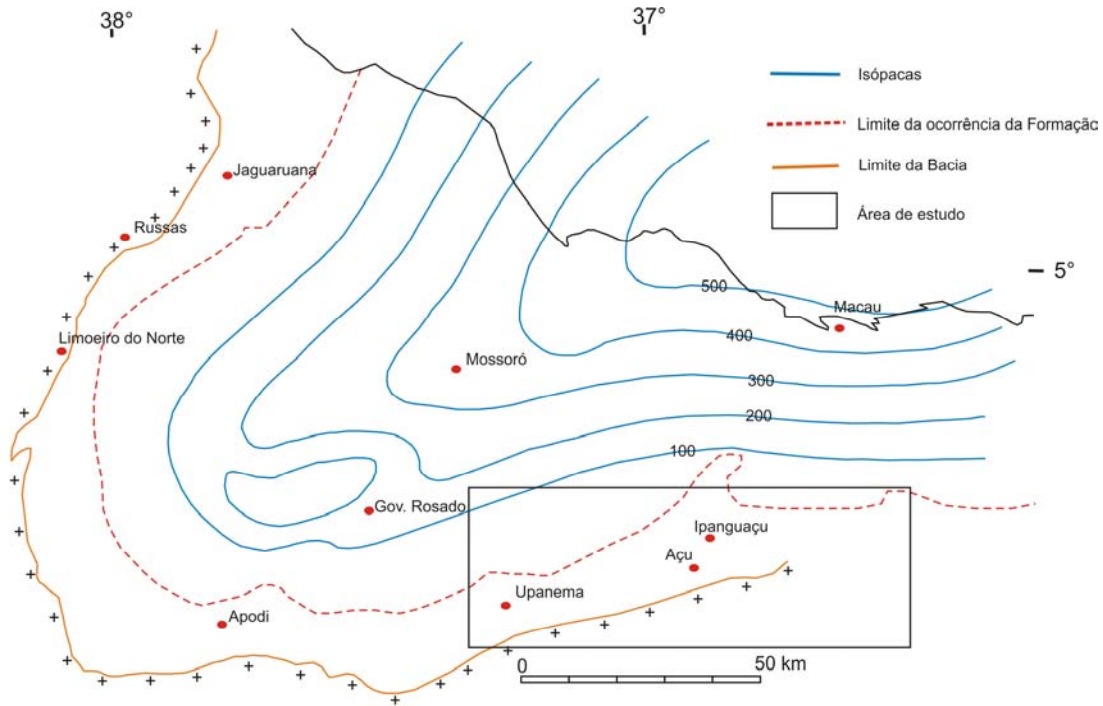 38°
37°
Isópacas
Limite da ocorrência da Formação
Jaguaruana
Limite da Bacia
Área de estudo
Russas
5°
500
Macau
Limoeiro do Norte
400
Mossoró
300
200
100
Gov. Rosado
Ipanguaçu
Açu
Upanema
Apodi
0
50 km